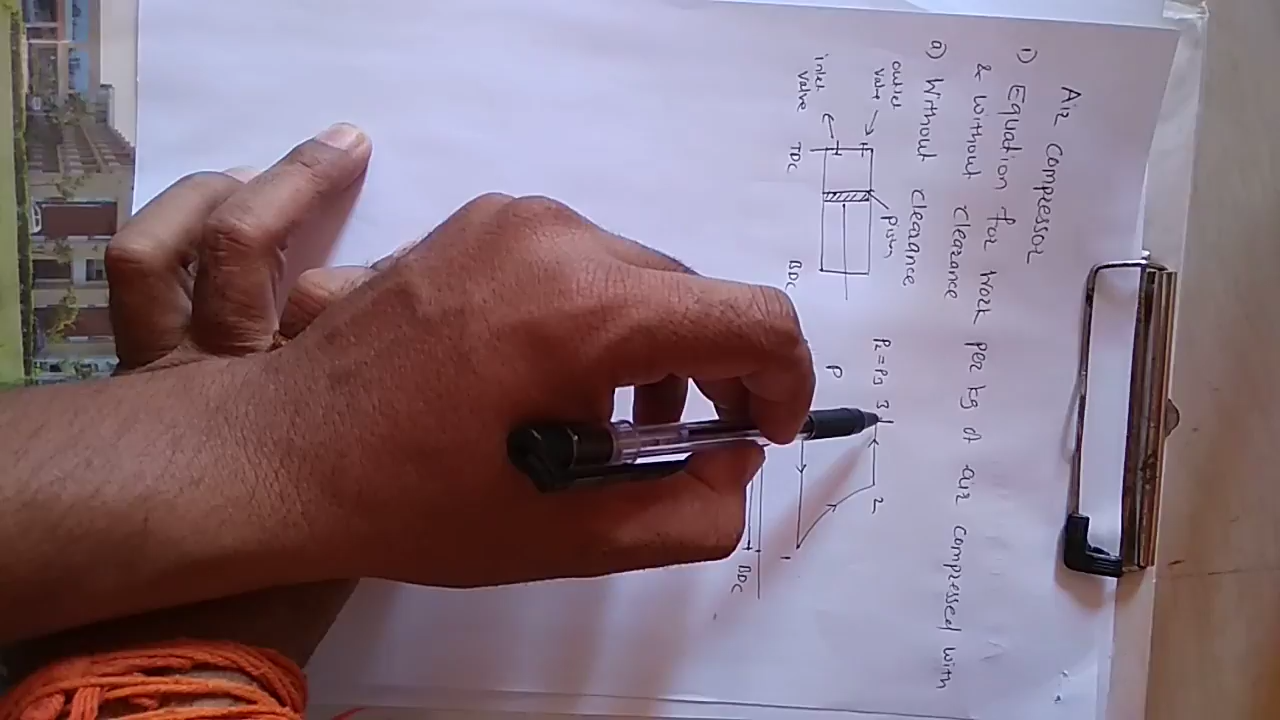 Air compressor
1) Equation for work per kg of air compressed with
& without clearance
a) Without clearance
outlet
valve
inlet
valve
Piston
TDC
BDC
P2 = P3
3
2
P
1
BDC